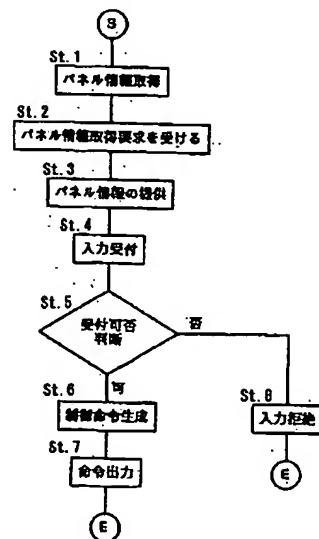 S
St.1
パネル情報取得
St.2
パネル情報取得要求を受ける
St.3
パネル情報の提供
St.4
入力受付
St.5
受付可否
判断
否
可
St.6
制御命令生成
St.7
命令出力
St.8
入力拒絶
E
E